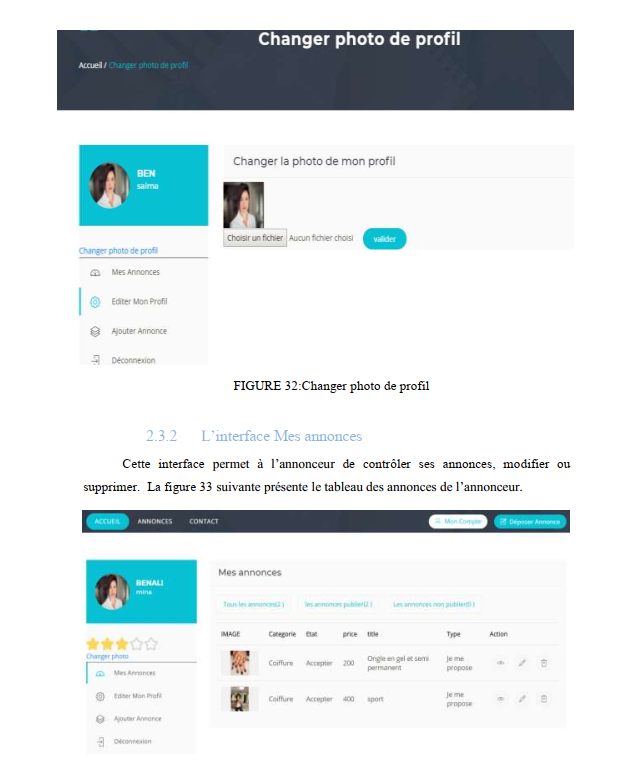 Changer photo de profil
Accueil / Changer photo de profil
BEN
salma
Changer photo de profil
Mes Annonces
Editer Mon Profil
Ajouter Annonce
Déconnexion
Changer la photo de mon profil
Choisir un fichier Aucun fichier choisi valider
FIGURE 32:Changer photo de profil
2.3.2 L’interface Mes annonces
Cette interface permet à l’annonceur de contrôler ses annonces, modifier ou
supprimer. La figure 33 suivante présente le tableau des annonces de l’annonceur.
ACCUEIL ANNONCES CONTACT Mon Compte Déposer Annonce
BENALI
mina
Changer photo
Mes Annonces
Editer Mon Profil
Ajouter Annonce
Déconnexion
Mes annonces
Tous les annonces(2 ) les annonces publier(2 ) Les annonces non publier(0 )
IMAGE Categorie Etat price title Type Action
Coiffure Accepter 200 Ongle en gel et semi permanent Je me propose
Coiffure Accepter 400 sport Je me propose